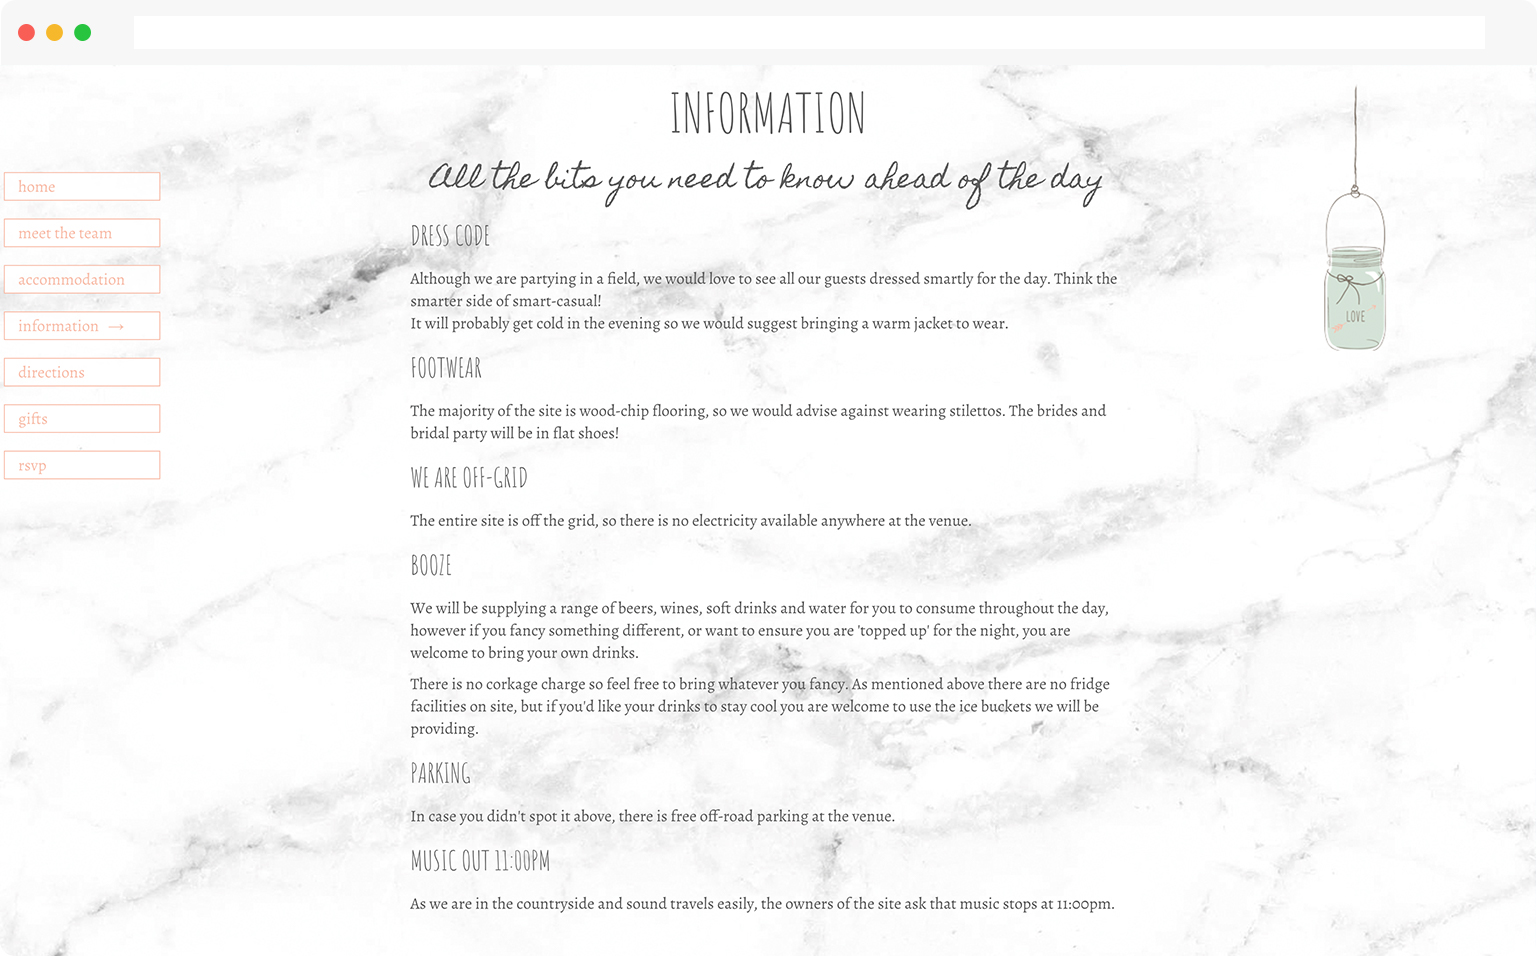 INFORMATION
All the bits you need to know ahead of the day
home
meet the team
accommodation
information →
directions
gifts
rsvp
DRESS CODE
Although we are partying in a field, we would love to see all our guests dressed smartly for the day. Think the
smarter side of smart-casual!
It will probably get cold in the evening so we would suggest bringing a warm jacket to wear.
FOOTWEAR
The majority of the site is wood-chip flooring, so we would advise against wearing stilettos. The brides and
bridal party will be in flat shoes!
WE ARE OFF-GRID
The entire site is off the grid, so there is no electricity available anywhere at the venue.
BOOZE
We will be supplying a range of beers, wines, soft drinks and water for you to consume throughout the day,
however if you fancy something different, or want to ensure you are 'topped up' for the night, you are
welcome to bring your own drinks.
There is no corkage charge so feel free to bring whatever you fancy. As mentioned above there are no fridge
facilities on site, but if you'd like your drinks to stay cool you are welcome to use the ice buckets we will be
providing.
PARKING
In case you didn't spot it above, there is free off-road parking at the venue.
MUSIC OUT 11:00PM
As we are in the countryside and sound travels easily, the owners of the site ask that music stops at 11:00pm.
LOVE